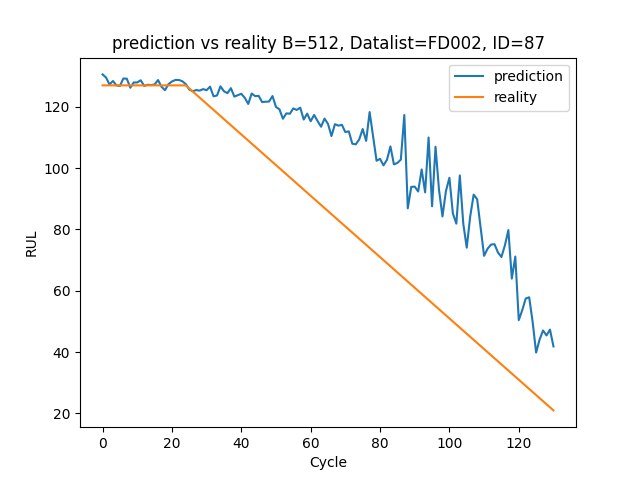 prediction vs reality B=512, Datalist=FD002, ID=87
prediction
reality
RUL
120
100
80
60
40
20
0 20 40 60 80 100 120
Cycle